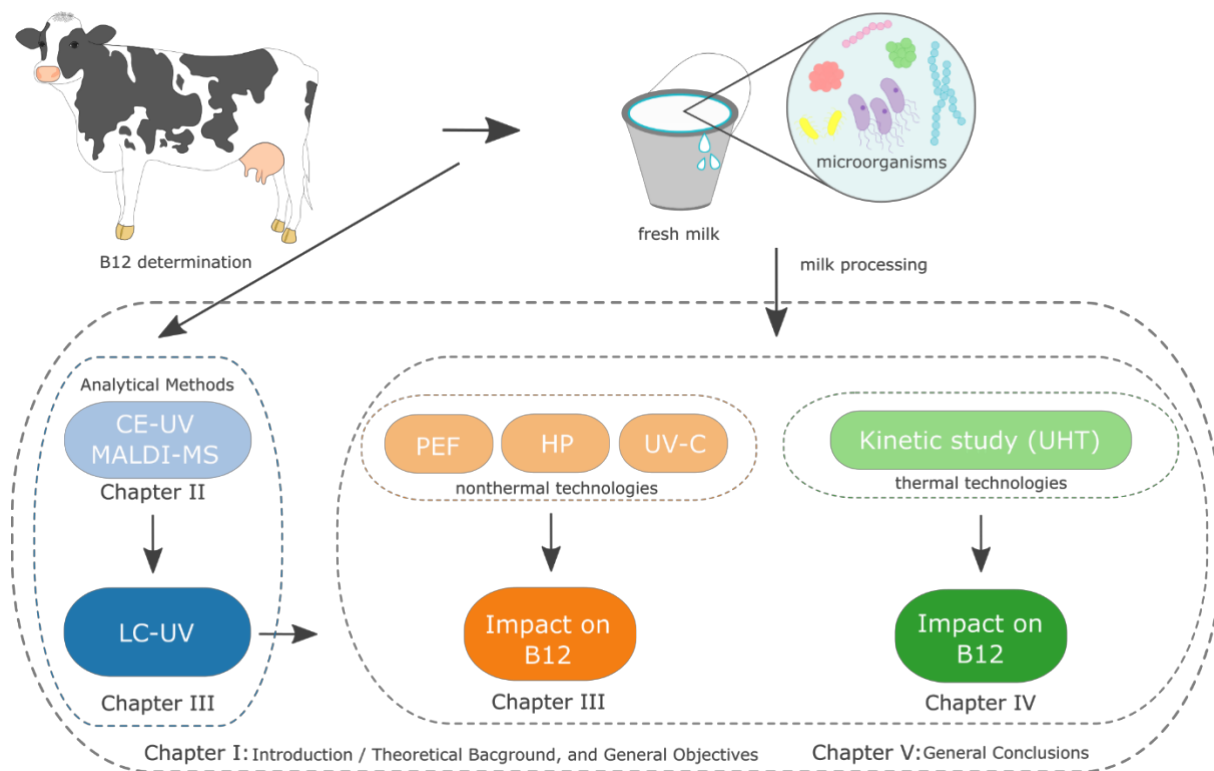 microorganisms
fresh milk
B12 determination
milk processing
Analytical Methods
CE-UV
MALDI-MS
Chapter II
LC-UV
Chapter III
PEF
HP
UV-C
nonthermal technologies
Impact on
B12
Chapter III
Kinetic study (UHT)
thermal technologies
Impact on
B12
Chapter IV
Chapter I: Introduction / Theoretical Bacground, and General Objectives
Chapter V: General Conclusions